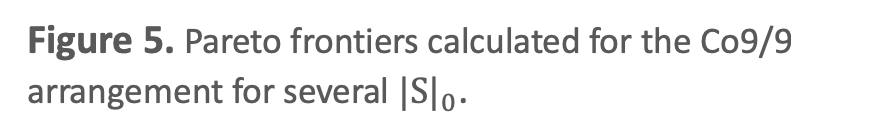 Figure 5. Pareto frontiers calculated for the Co9/9
arrangement for several |S|₀.